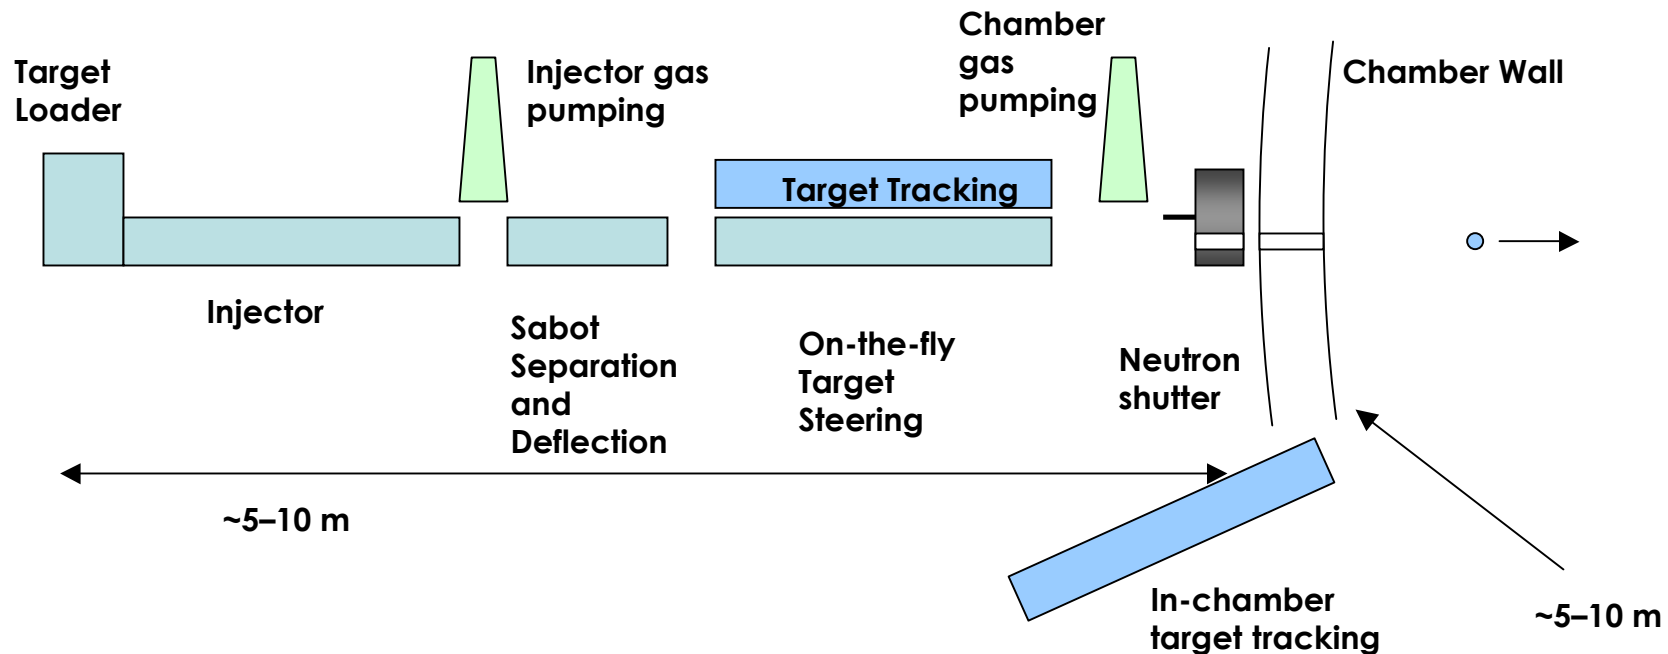 Target
Loader
Injector gas
pumping
Chamber
gas
pumping
Chamber Wall
Target Tracking
Injector
Sabot
Separation
and
Deflection
On-the-fly
Target
Steering
Neutron
shutter
~5–10 m
In-chamber
target tracking
~5–10 m